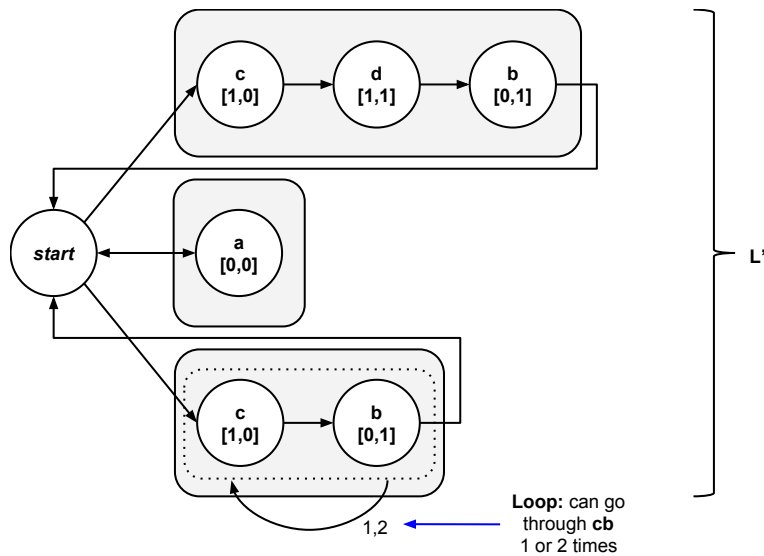 c
[1,0]
d
[1,1]
b
[0,1]
start
a
[0,0]
L'
c
[1,0]
b
[0,1]
1,2
Loop: can go
through cb
1 or 2 times